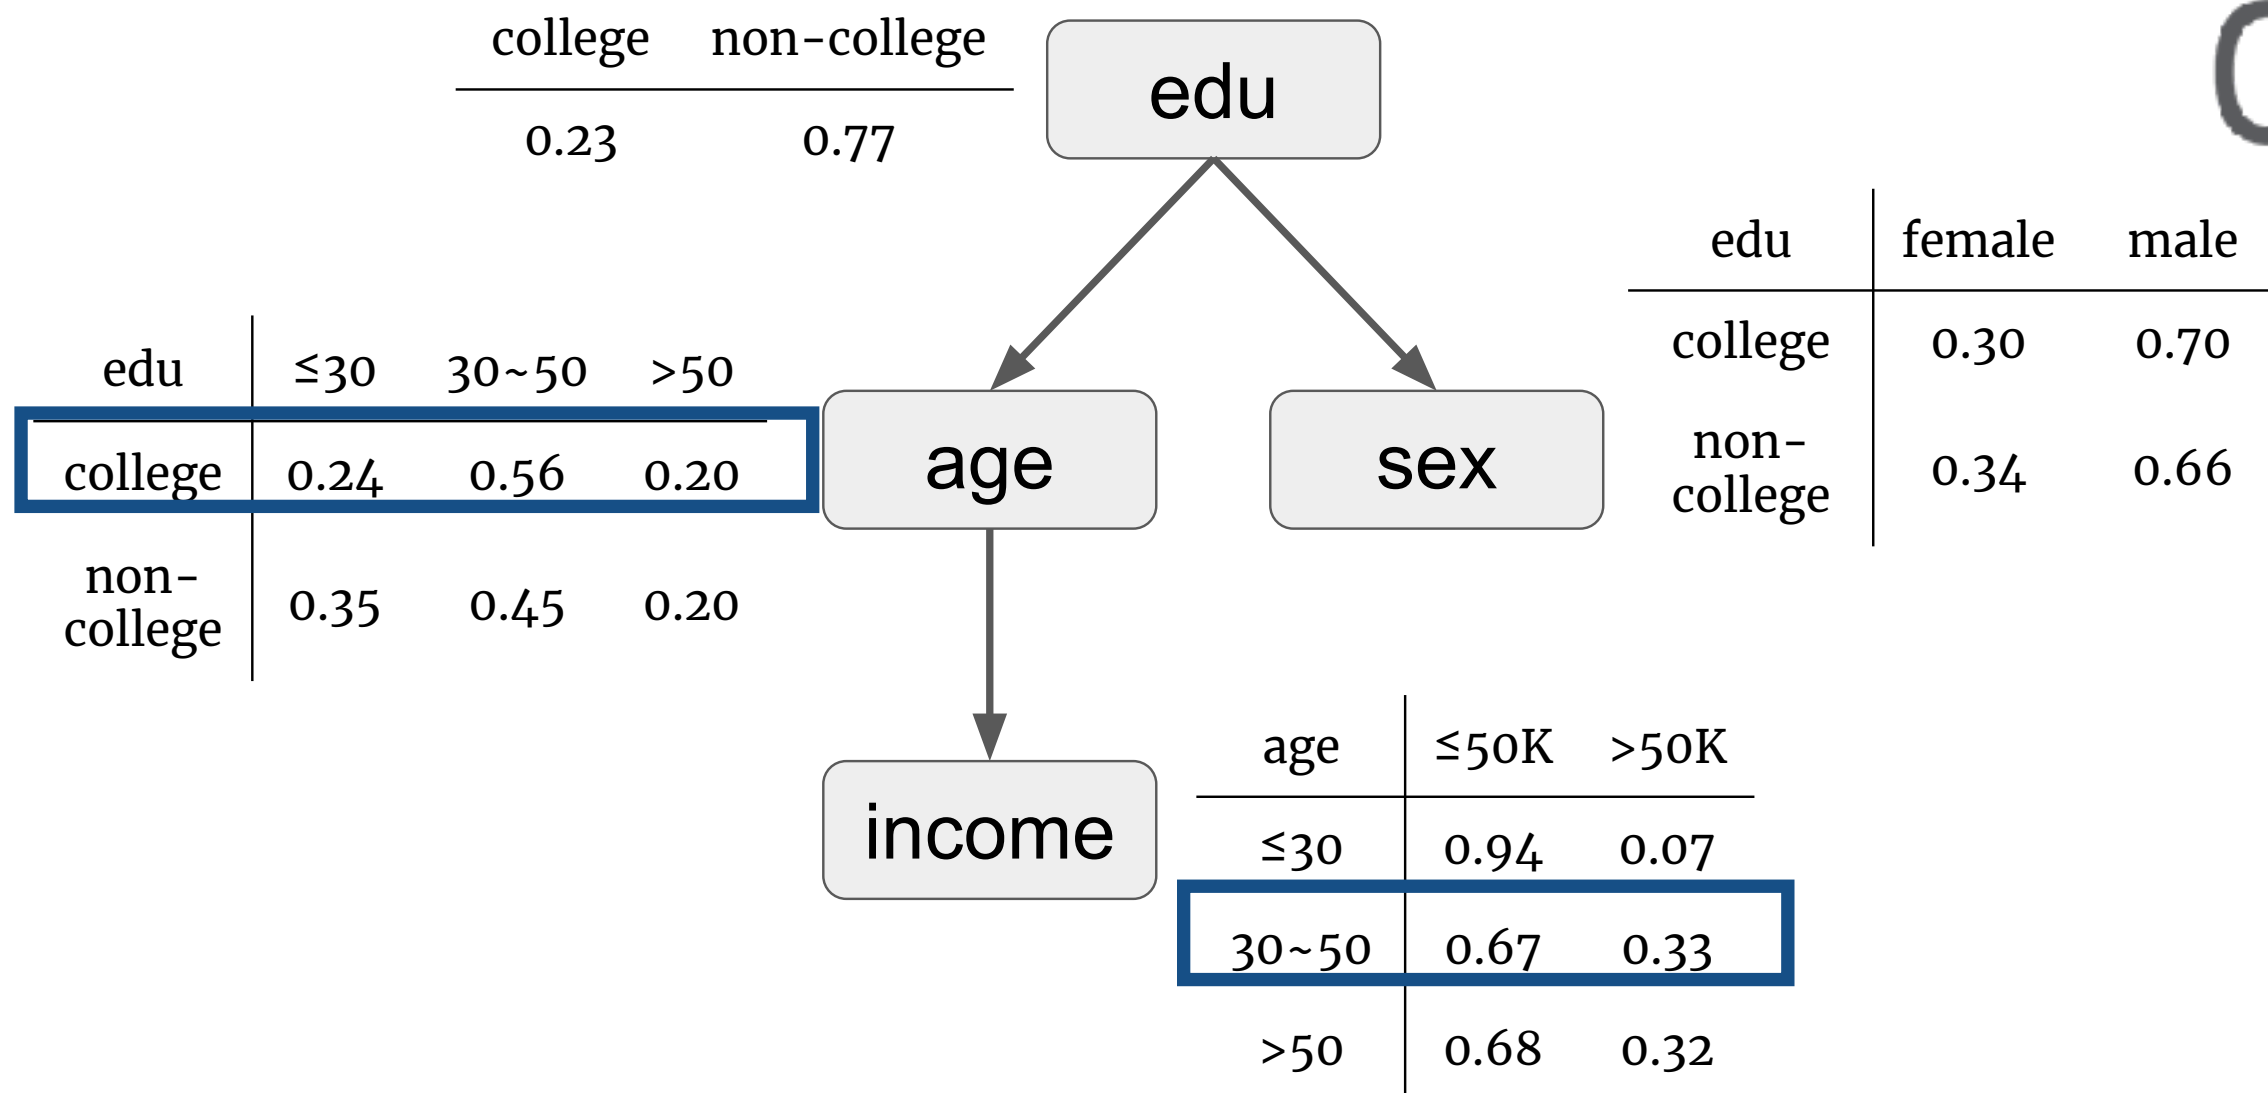 college non-college
0.23 0.77
edu
edu female male
college 0.30 0.70
non-
college 0.34 0.66
edu ≤30 30~50 >50
college 0.24 0.56 0.20
non-
college 0.35 0.45 0.20
age
sex
income
age ≤50K >50K
≤30 0.94 0.07
30~50 0.67 0.33
>50 0.68 0.32